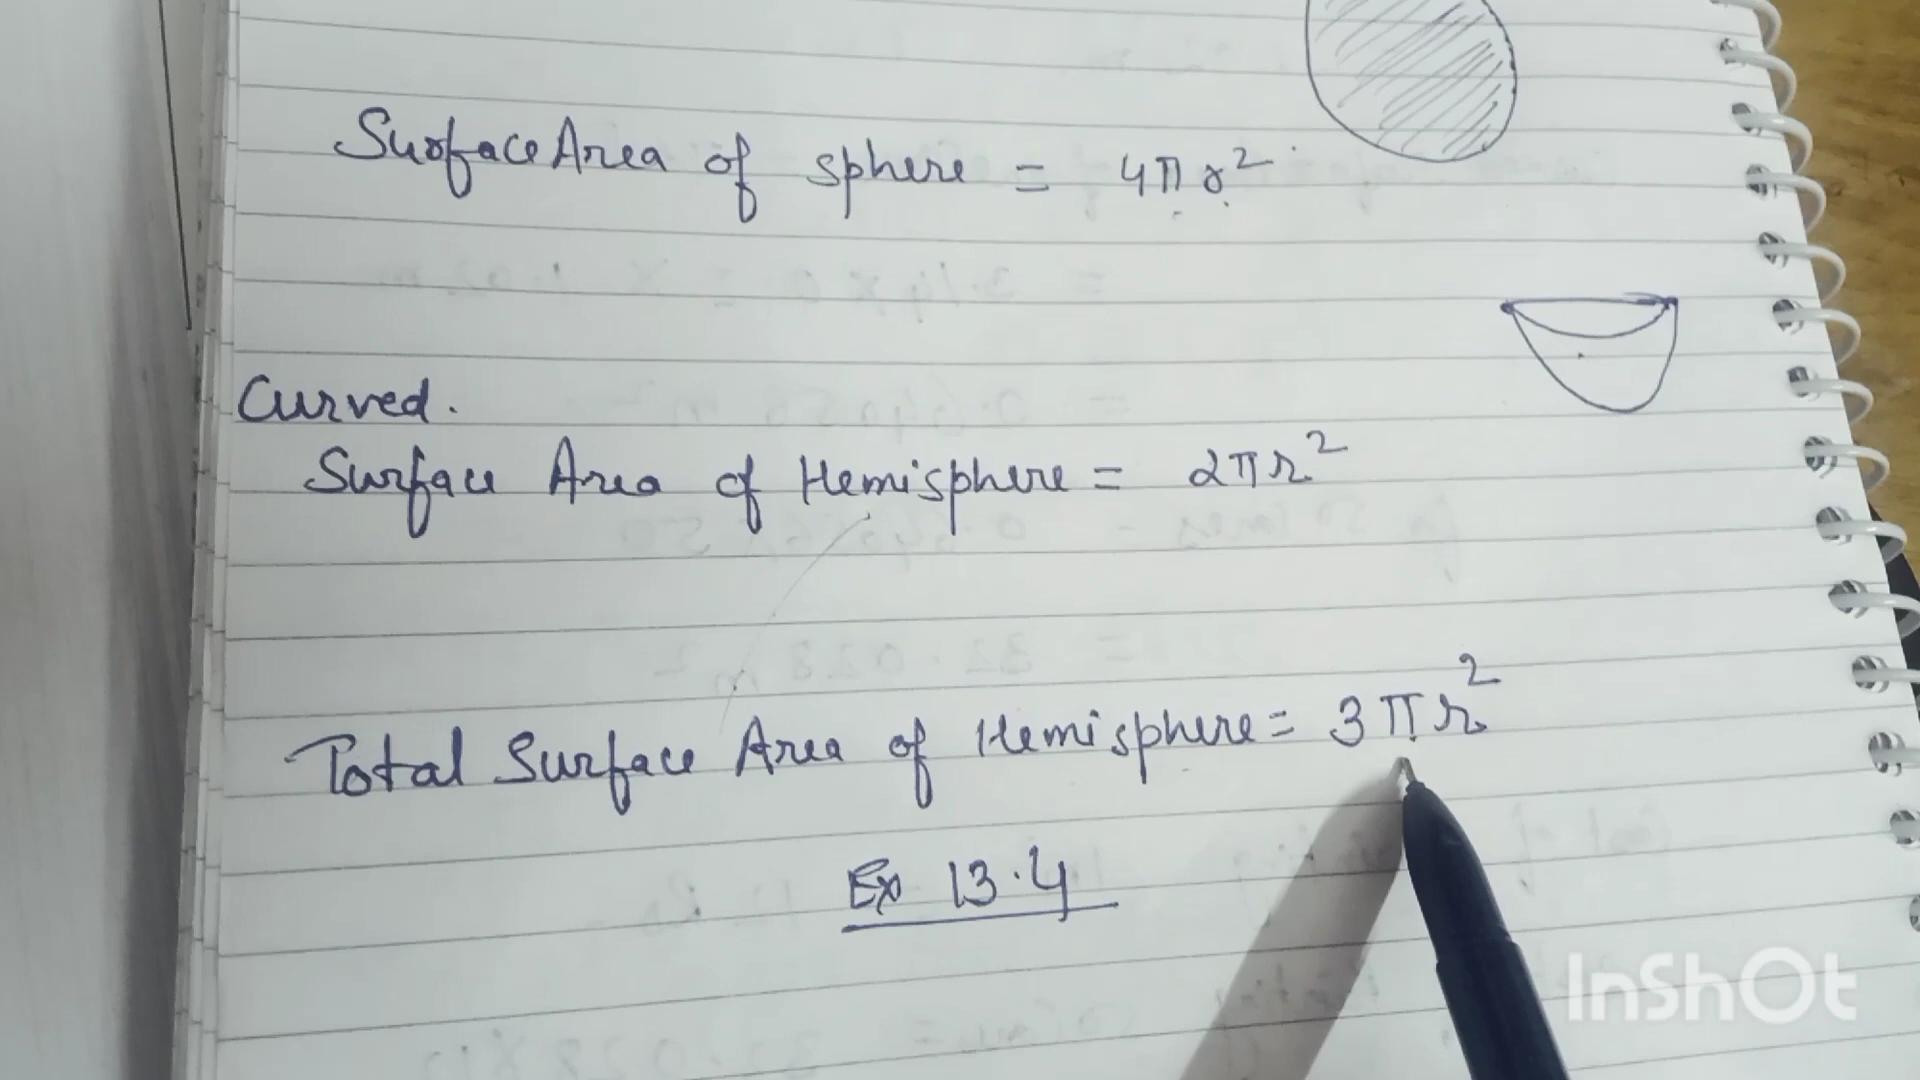 Surface Area of sphere = 4πr²
Curved.
Surface Area of Hemisphere = 2πr²
Total Surface Area of Hemisphere = 3πr²
Ex 13.4
InShOt